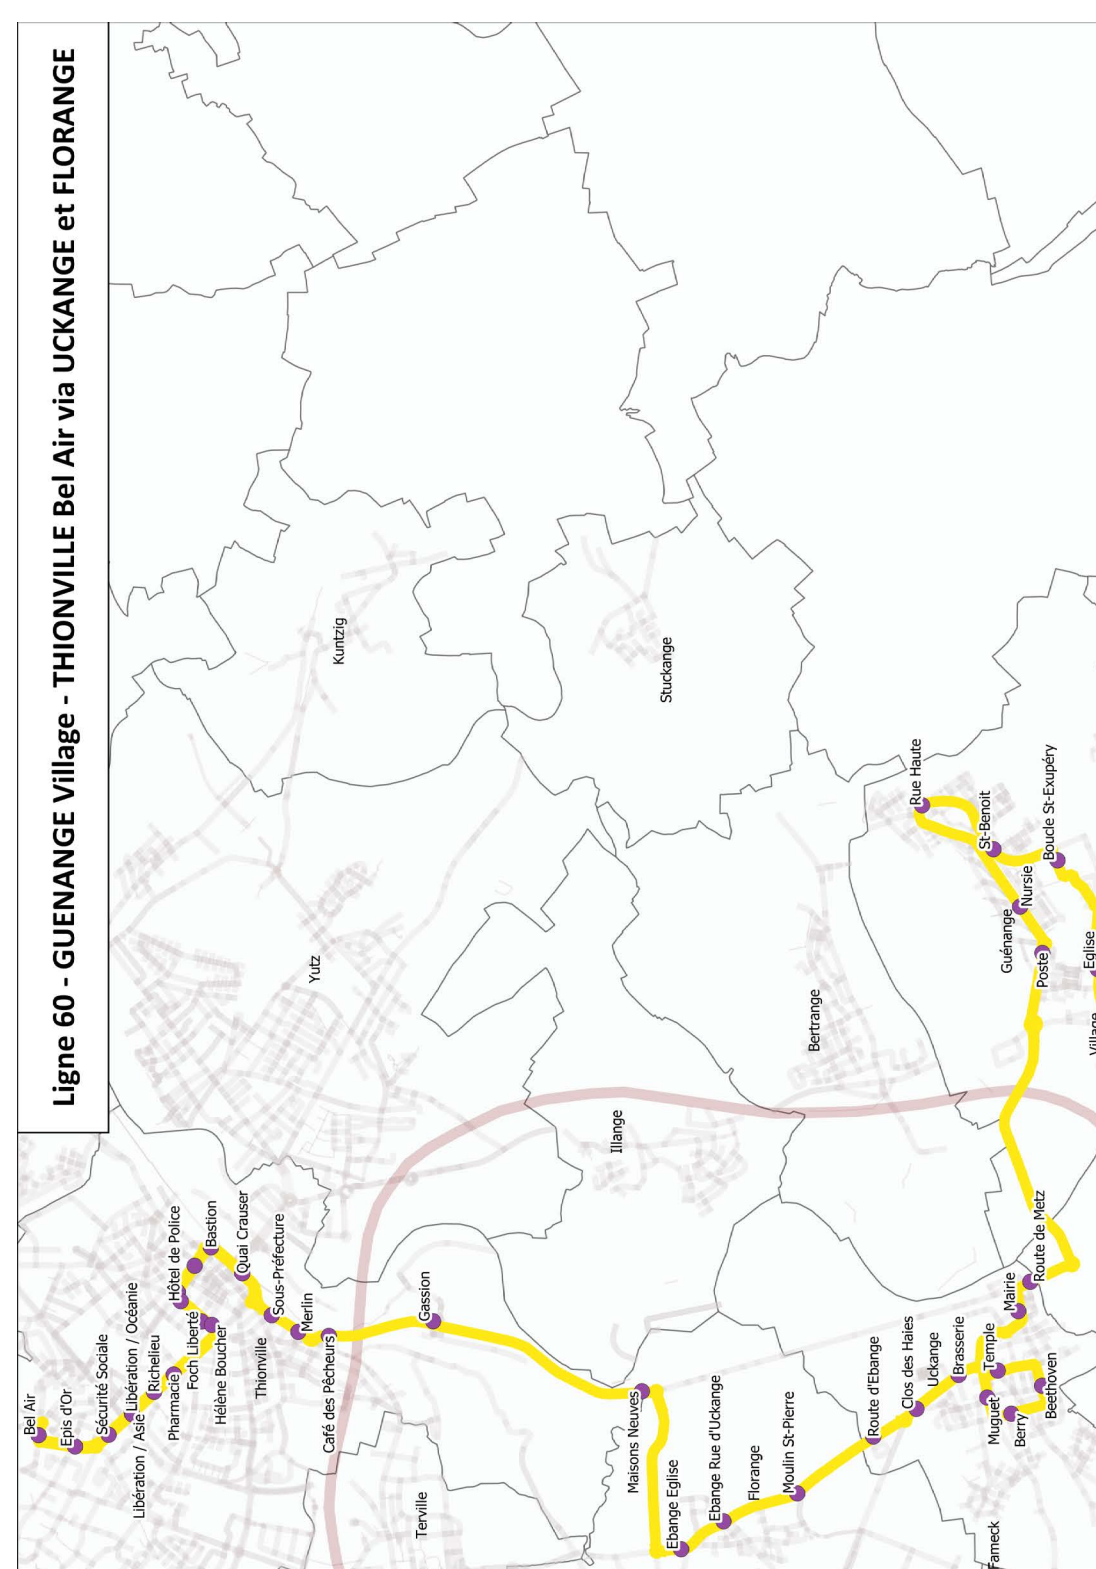 Ligne 60 - GUENANGE Village - THIONVILLE Bel Air via UCKANGE et FLORANGE
Bel Air
Epis d'Or
Sécurité Sociale
Libération / Asie
Libération / Océanie
Richelieu
Pharmacie
Foch Liberté
Hélène Boucher
Hôtel de Police
Bastion
Quai Crauser
Sous-Préfecture
Thionville
Merlin
Café des Pêcheurs
Gassion
Terville
Yutz
Kuntzig
Stuckange
Illange
Bertrange
Maisons Neuves
Ebange Eglise
Ebange Rue d'Uckange
Florange
Moulin St-Pierre
Route d'Ebange
Clos des Haies
Uckange
Brasserie
Temple
Mairie
Route de Metz
Muguet
Berry
Beethoven
Fameck
Rue Haute
St-Benoit
Nursie
Guénange
Poste
Boucle St-Exupéry
Eglise
Village